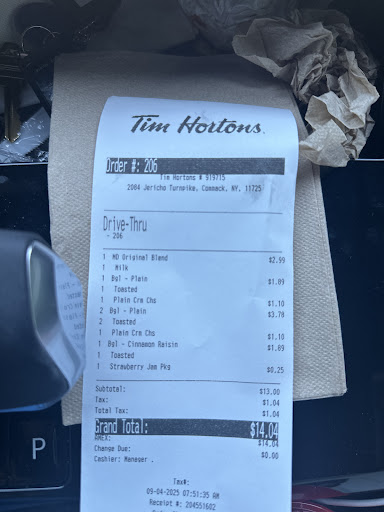 Tim Hortons
Order #: 206
Tim Hortons # 919715
2084 Jericho Turnpike, Commack, NY, 11725
Drive-Thru
- 206
1 MD Original Blend $2.99
1 Milk
1 Bgl - Plain $1.89
1 Toasted
1 Plain Crm Chs $1.10
2 Bgl - Plain $3.78
2 Toasted
1 Plain Crm Chs $1.10
1 Bgl - Cinnamon Raisin $1.89
1 Toasted
1 Strawberry Jam Pkg $0.25
Subtotal: $13.00
Tax: $1.04
Total Tax: $1.04
Grand Total: $14.04
AMEX: $14.04
Change Due: $0.00
Cashier: Manager .
Tax#:
09-04-2025 07:51:35 AM
Receipt #: 204551602
P